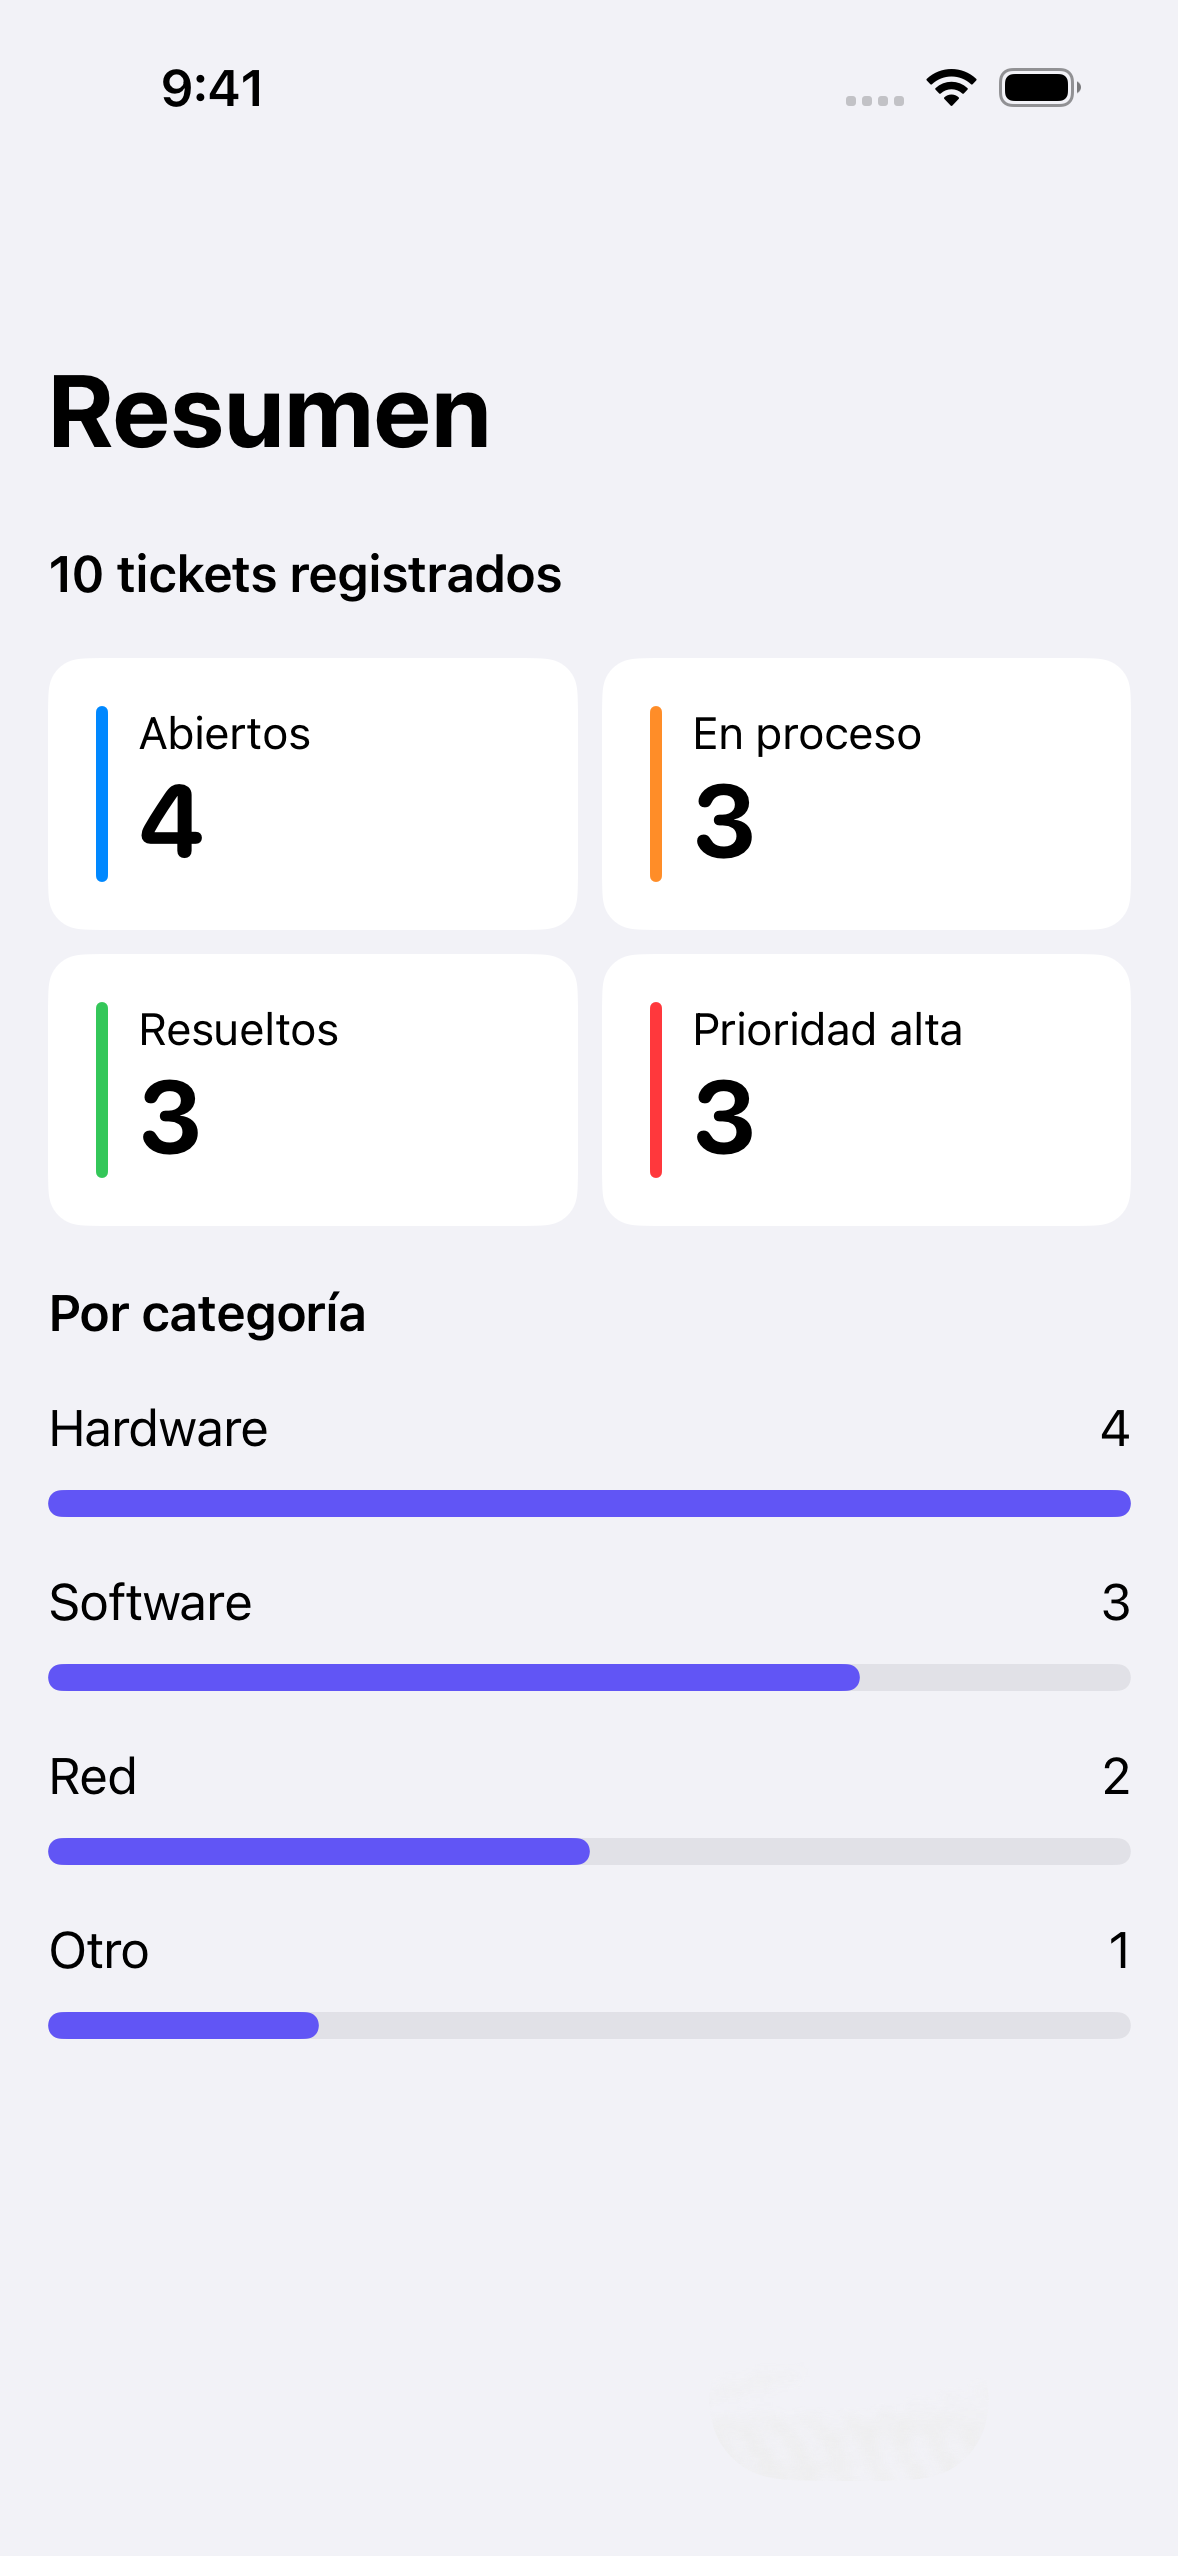 9:41
Resumen
10 tickets registrados
Abiertos
4
En proceso
3
Resueltos
3
Prioridad alta
3
Por categoría
Hardware 4
Software 3
Red 2
Otro 1